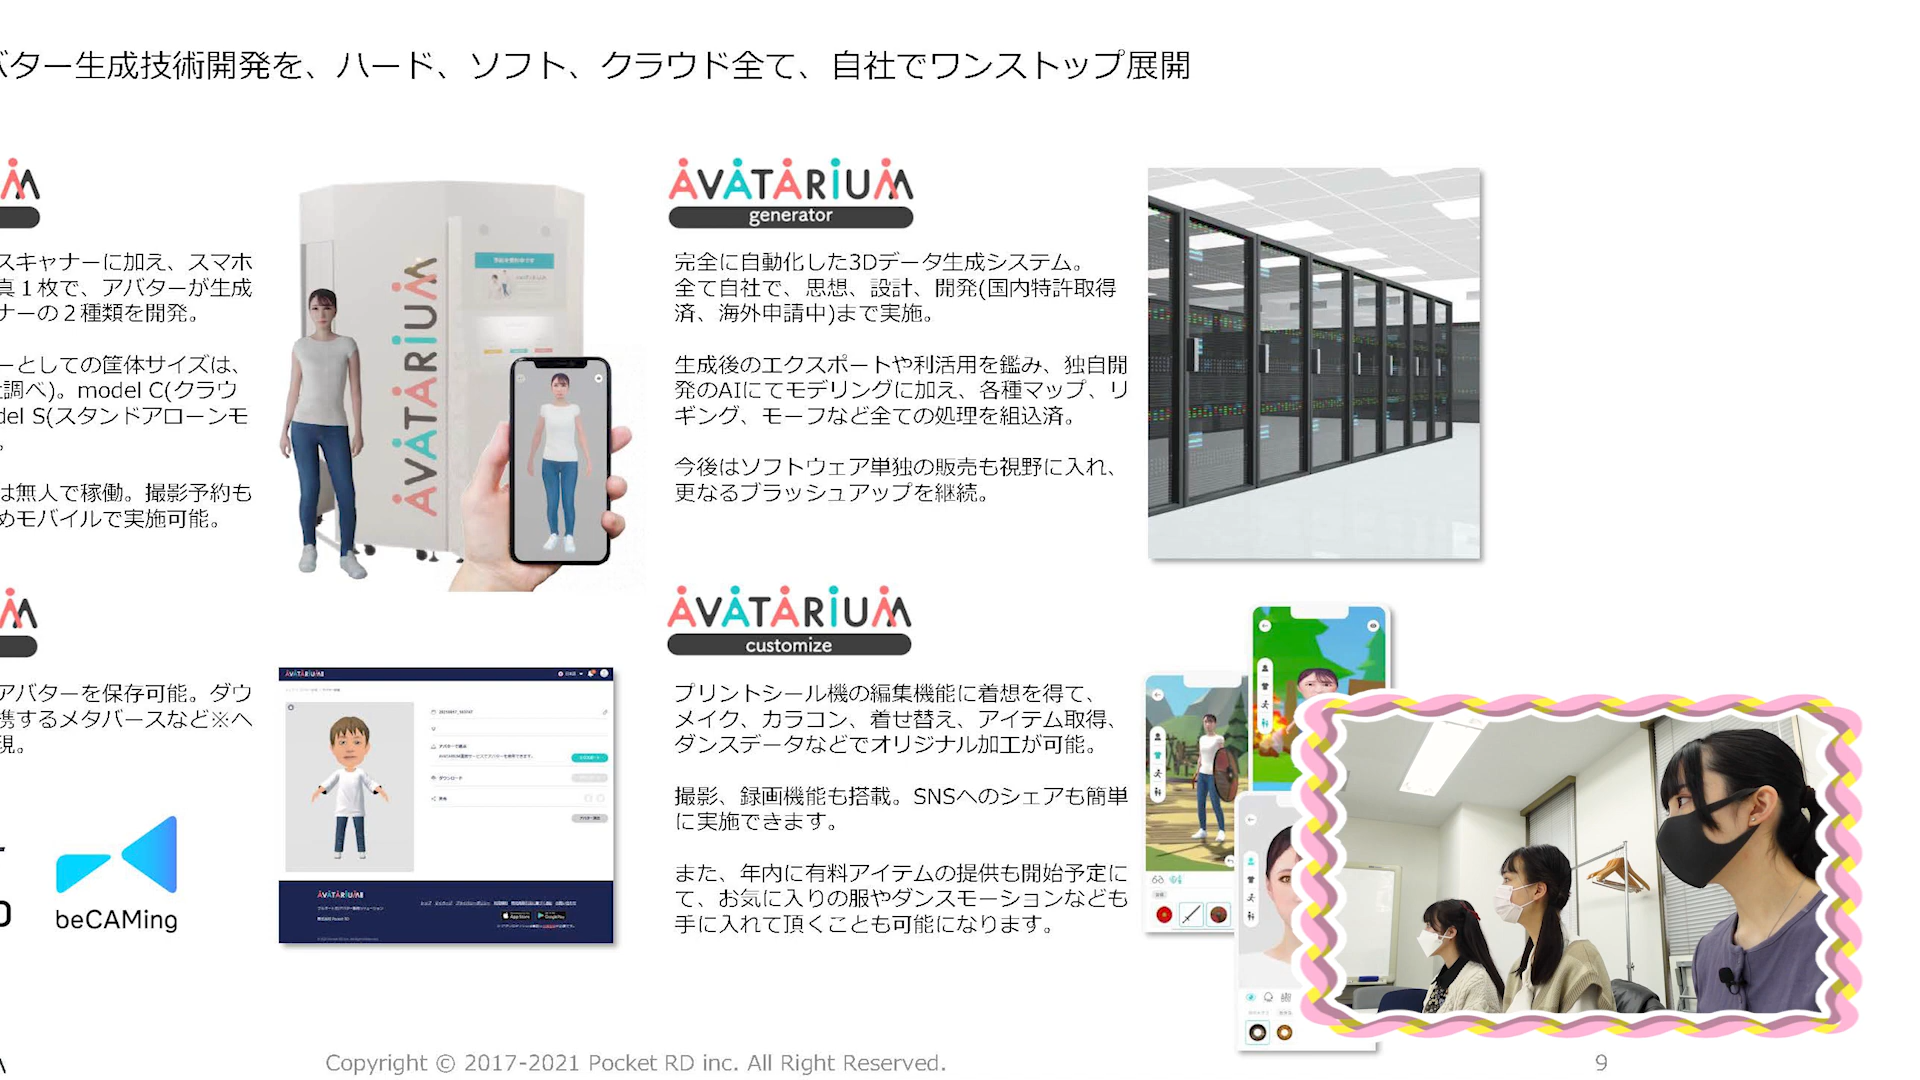 バター生成技術開発を、ハード、ソフト、クラウド全て、自社でワンストップ展開
スキャナーに加え、スマホ
真１枚で、アバターが生成
ナーの２種類を開発。
ーとしての筐体サイズは、
調べ)。model C(クラウ
del S(スタンドアローンモ
。
は無人で稼働。撮影予約も
めモバイルで実施可能。
AVATARIUM
AVATARIUM
generator
完全に自動化した3Dデータ生成システム。
全て自社で、思想、設計、開発(国内特許取得
済、海外申請中)まで実施。
生成後のエクスポートや利活用を鑑み、独自開
発のAIにてモデリングに加え、各種マップ、リ
ギング、モーフなど全ての処理を組込済。
今後はソフトウェア単独の販売も視野に入れ、
更なるブラッシュアップを継続。
アバターを保存可能。ダウ
携するメタバースなど※へ
現。
beCAMing
AVATARIUM
ダウンロード
共有
AVATARIUM
App Store
Google Play
AVATARIUM
customize
プリントシール機の編集機能に着想を得て、
メイク、カラコン、着せ替え、アイテム取得、
ダンスデータなどでオリジナル加工が可能。
撮影、録画機能も搭載。SNSへのシェアも簡単
に実施できます。
また、年内に有料アイテムの提供も開始予定に
て、お気に入りの服やダンスモーションなども
手に入れて頂くことも可能になります。
Copyright © 2017-2021 Pocket RD inc. All Right Reserved.
9